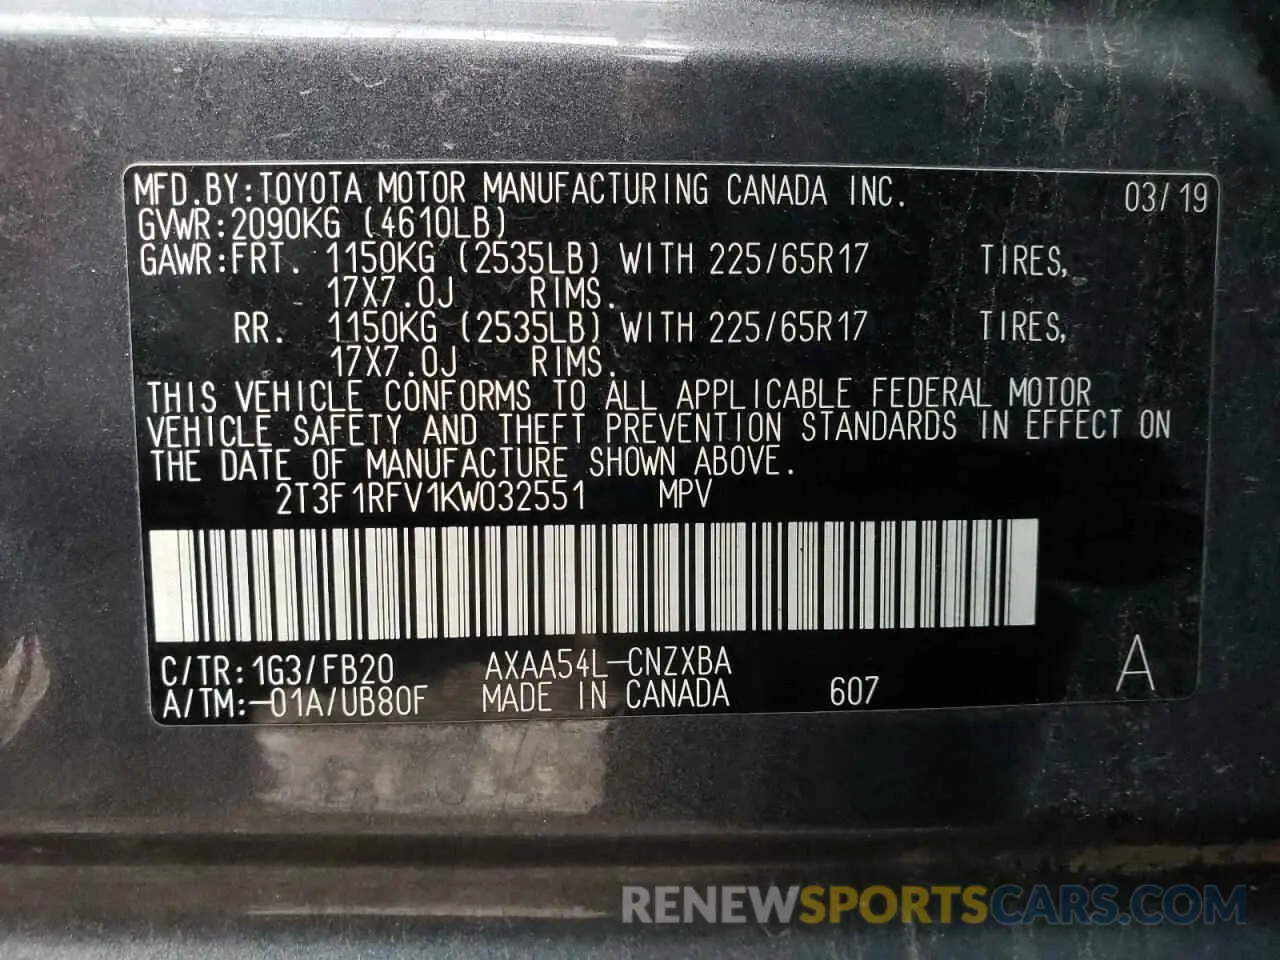 MFD.BY:TOYOTA MOTOR MANUFACTURING CANADA INC. 03/19
GVWR:2090KG (4610LB)
GAWR:FRT. 1150KG (2535LB) WITH 225/65R17 TIRES,
17X7.0J RIMS.
RR. 1150KG (2535LB) WITH 225/65R17 TIRES,
17X7.0J RIMS.
THIS VEHICLE CONFORMS TO ALL APPLICABLE FEDERAL MOTOR
VEHICLE SAFETY AND THEFT PREVENTION STANDARDS IN EFFECT ON
THE DATE OF MANUFACTURE SHOWN ABOVE.
2T3F1RFV1KW032551 MPV
C/TR:1G3/FB20 AXAA54L-CNZXBA A
A/TM:-01A/UB80F MADE IN CANADA 607
RENEWSPORTSCARS.COM